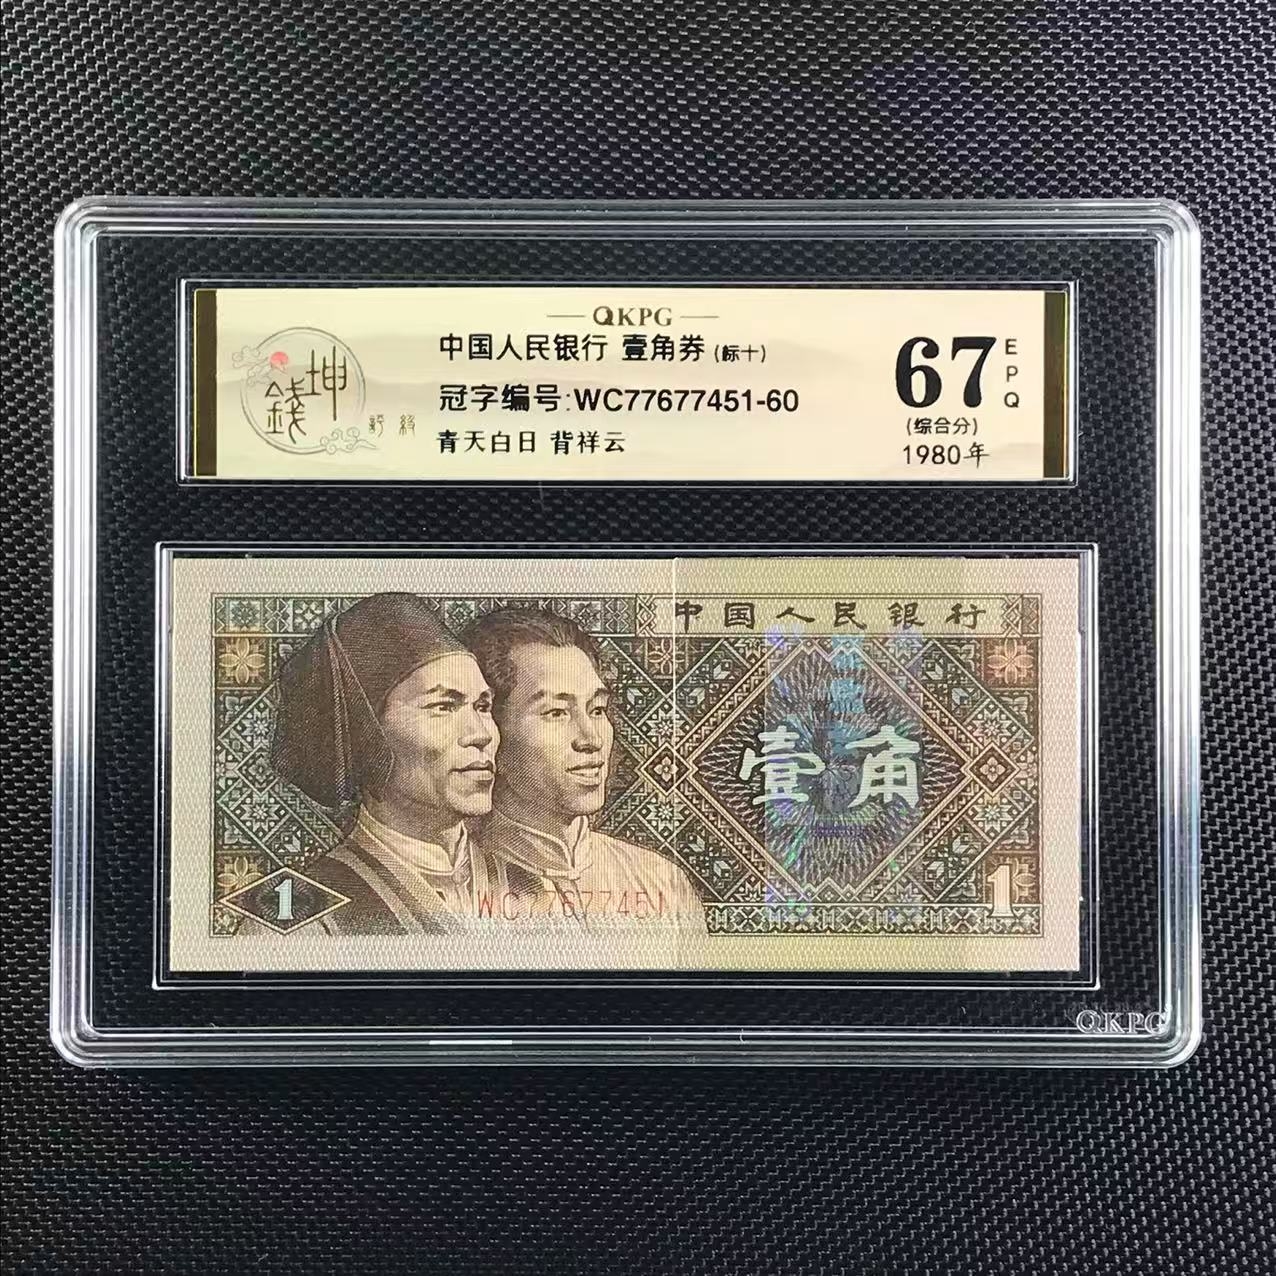 QKPG
中国人民银行 壹角券 (标十)
冠字编号:WC77677451-60
青天白日 背祥云
坤
錢
67
EPQ
(综合分)
1980年
中国人民银行
壹角
1
1
WC77677451
QKPG